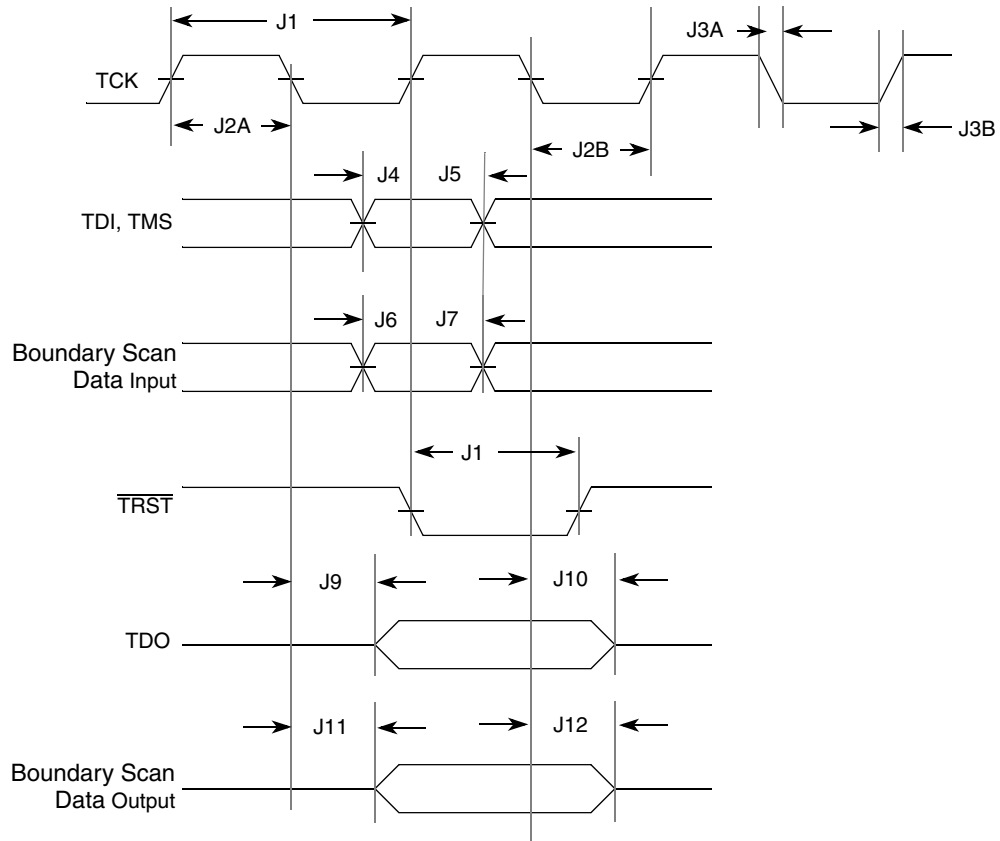 J1
J3A
TCK
J2A
J2B
J3B
J4
J5
TDI, TMS
J6
J7
Boundary Scan
Data Input
J1
TRST
J9
J10
TDO
J11
J12
Boundary Scan
Data Output